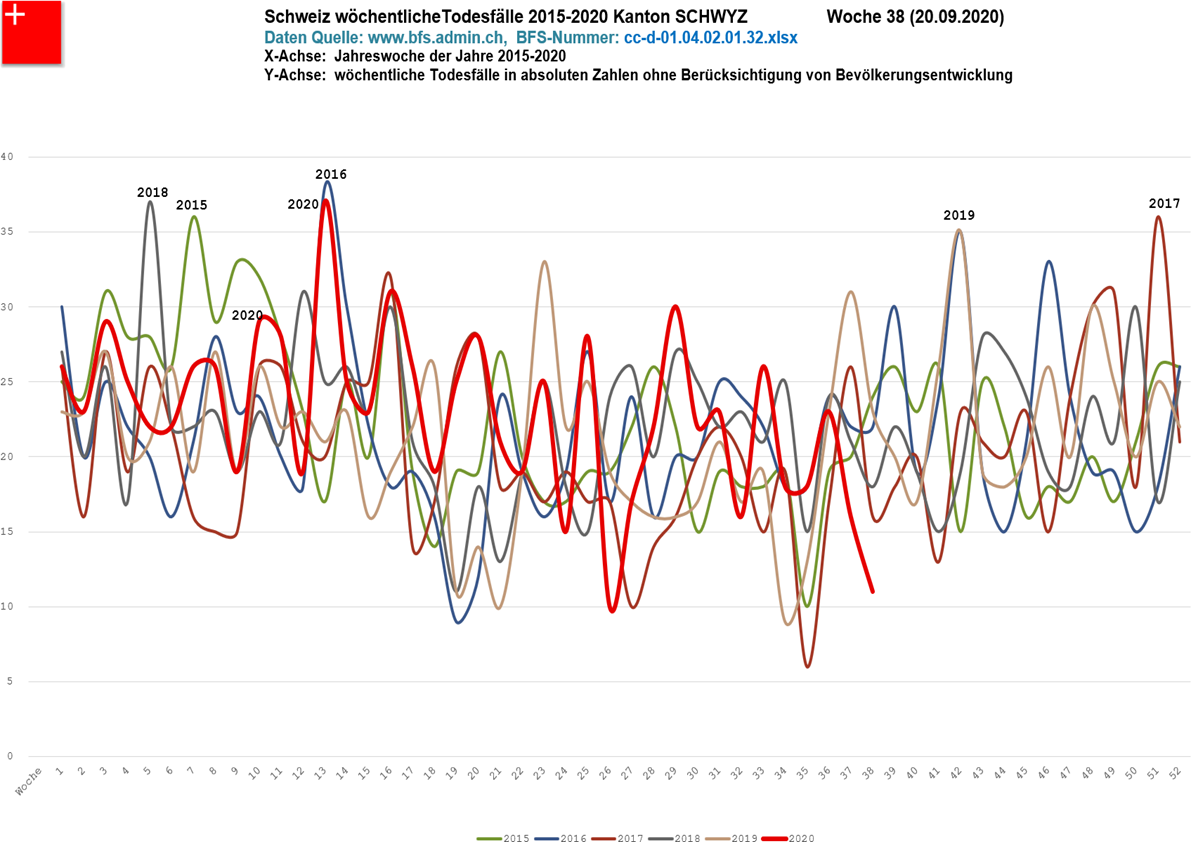 Schweiz wöchentlicheTodesfälle 2015-2020 Kanton SCHWYZ Woche 38 (20.09.2020)
Daten Quelle: www.bfs.admin.ch, BFS-Nummer: cc-d-01.04.02.01.32.xlsx
X-Achse: Jahreswoche der Jahre 2015-2020
Y-Achse: wöchentliche Todesfälle in absoluten Zahlen ohne Berücksichtigung von Bevölkerungsentwicklung
40
2016
2018
2015
2020
2017
2019
35
2020
30
25
20
15
10
5
0
Woche 1 2 3 4 5 6 7 8 9 10 11 12 13 14 15 16 17 18 19 20 21 22 23 24 25 26 27 28 29 30 31 32 33 34 35 36 37 38 39 40 41 42 43 44 45 46 47 48 49 50 51 52
2015 2016 2017 2018 2019 2020